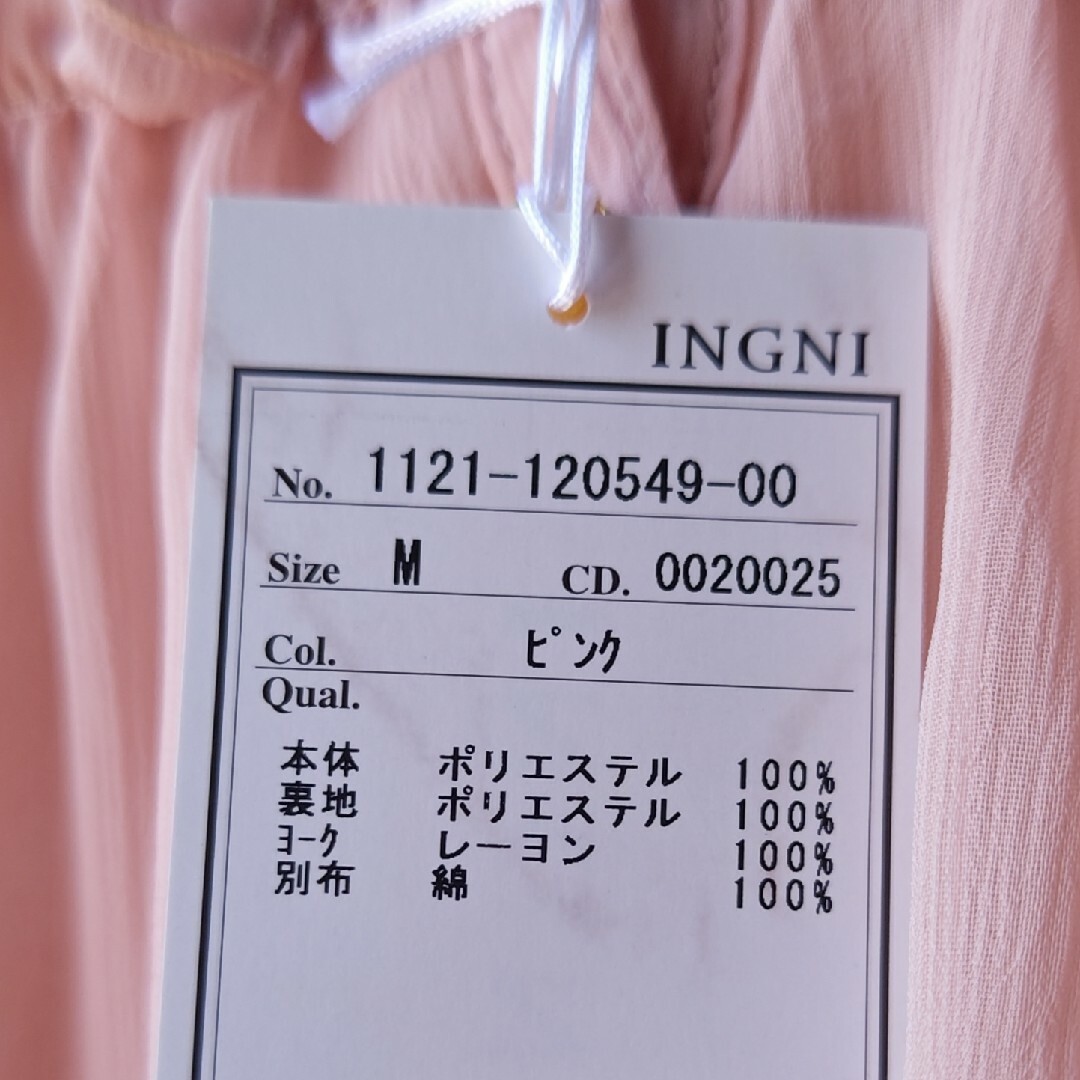 INGNI
No. 1121-120549-00
Size M CD. 0020025
Col. ﾋﾟﾝｸ
Qual.
本体 ポリエステル 100%
裏地 ポリエステル 100%
ﾖｰｸ レーヨン 100%
別布 綿 100%